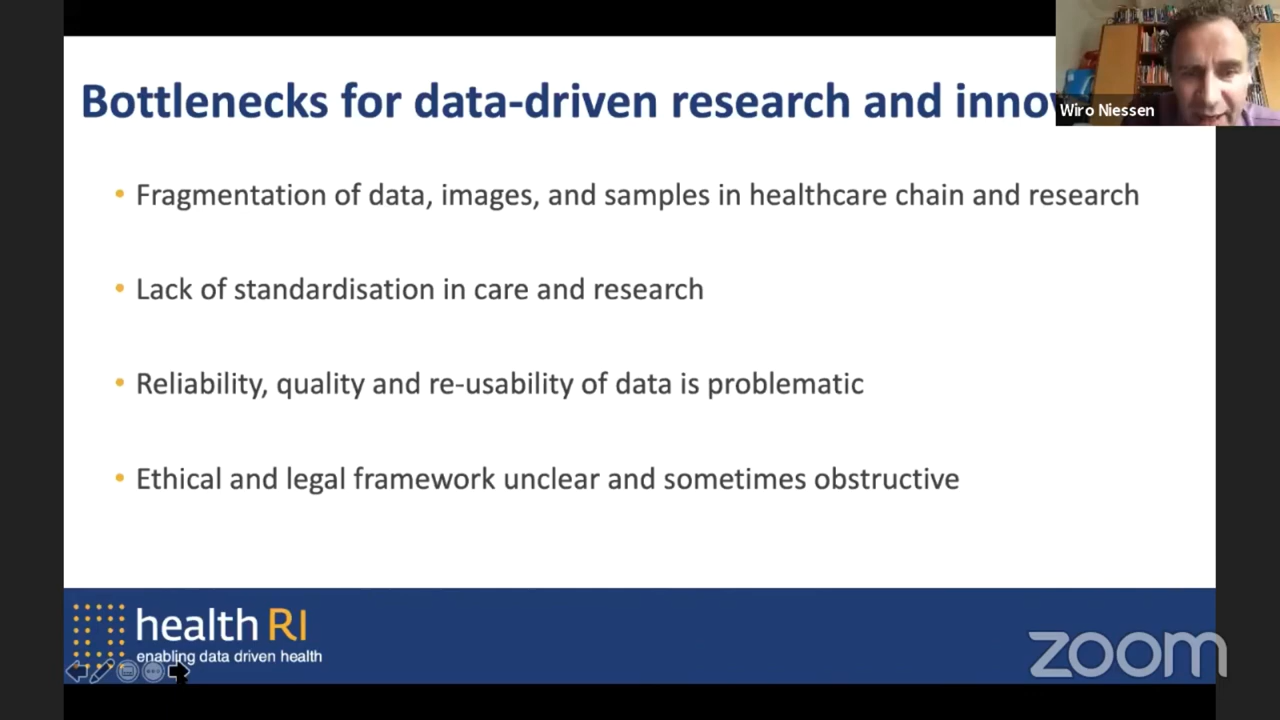 Bottlenecks for data-driven research and inno
Wiro Niessen
• Fragmentation of data, images, and samples in healthcare chain and research
• Lack of standardisation in care and research
• Reliability, quality and re-usability of data is problematic
• Ethical and legal framework unclear and sometimes obstructive
health RI
enabling data driven health
zoom